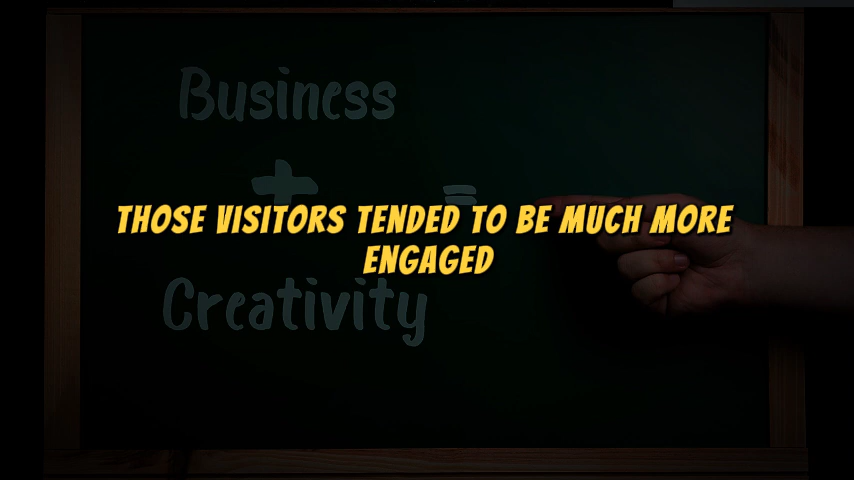 Business
+ =
THOSE VISITORS TENDED TO BE MUCH MORE
ENGAGED
Creativity